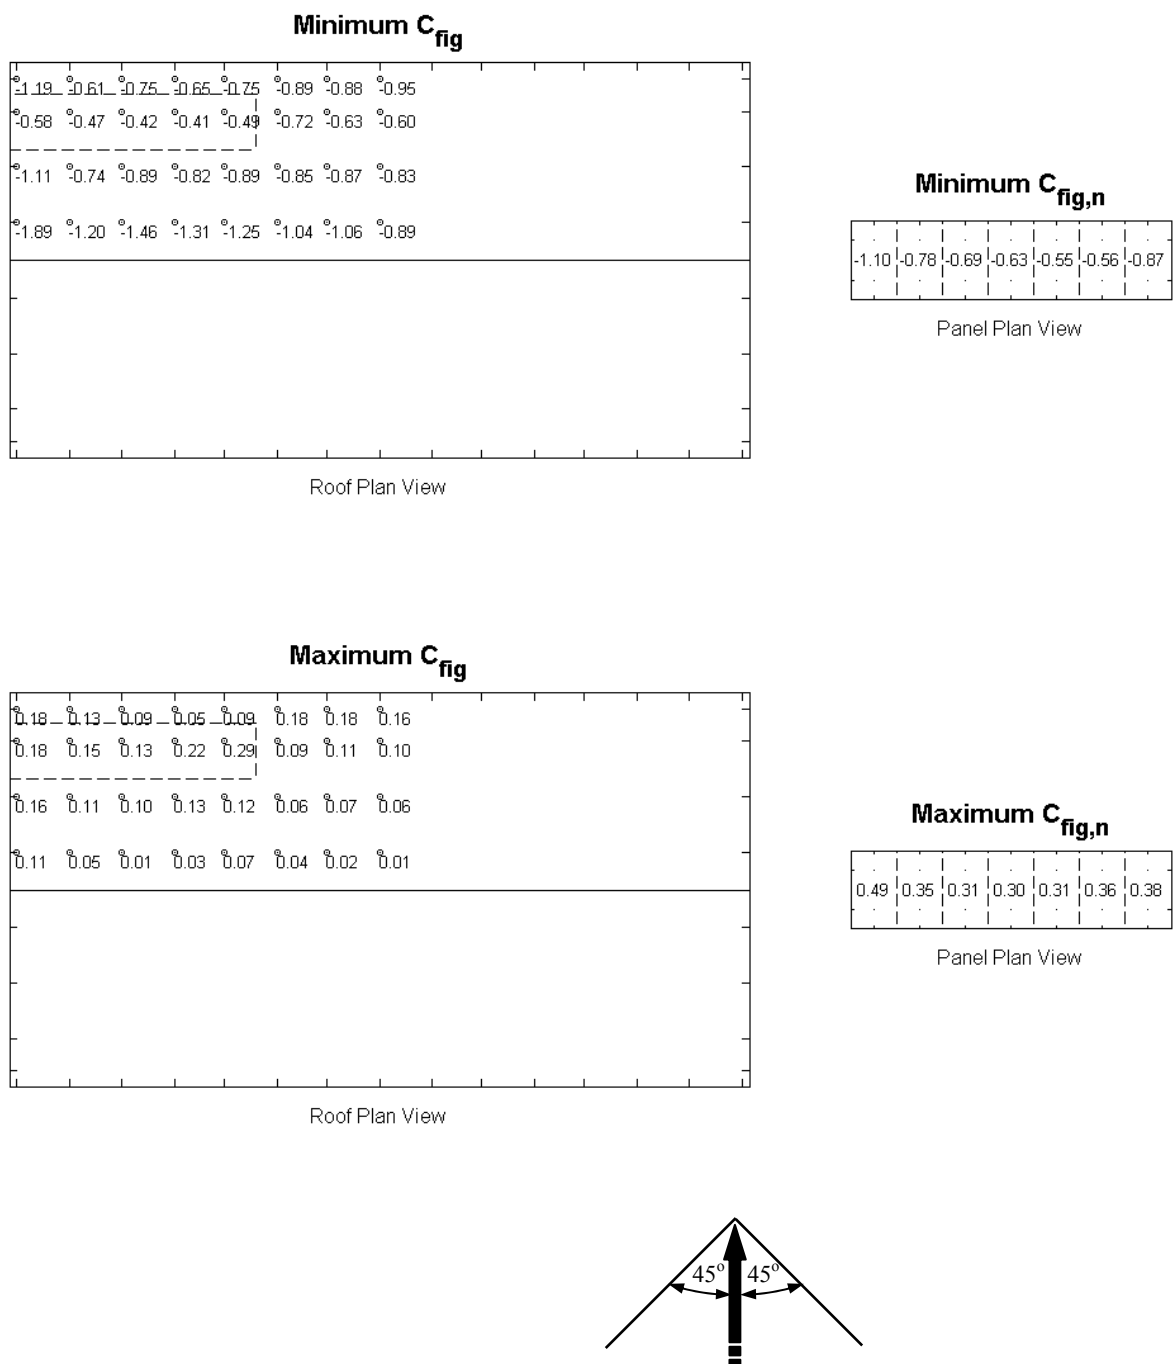 Minimum Cfig
-1.19 -0.61 -0.75 -0.65 -0.75 -0.89 -0.88 -0.95
-0.58 -0.47 -0.42 -0.41 -0.49 -0.72 -0.63 -0.60
-1.11 -0.74 -0.89 -0.82 -0.89 -0.85 -0.87 -0.83
-1.89 -1.20 -1.46 -1.31 -1.25 -1.04 -1.06 -0.89
Roof Plan View
Minimum Cfig,n
-1.10 -0.78 -0.69 -0.63 -0.55 -0.56 -0.87
Panel Plan View
Maximum Cfig
0.18 0.13 0.09 0.05 0.09 0.18 0.18 0.16
0.18 0.15 0.13 0.22 0.29 0.09 0.11 0.10
0.16 0.11 0.10 0.13 0.12 0.06 0.07 0.06
0.11 0.05 0.01 0.03 0.07 0.04 0.02 0.01
Roof Plan View
Maximum Cfig,n
0.49 0.35 0.31 0.30 0.31 0.36 0.38
Panel Plan View
45° 45°